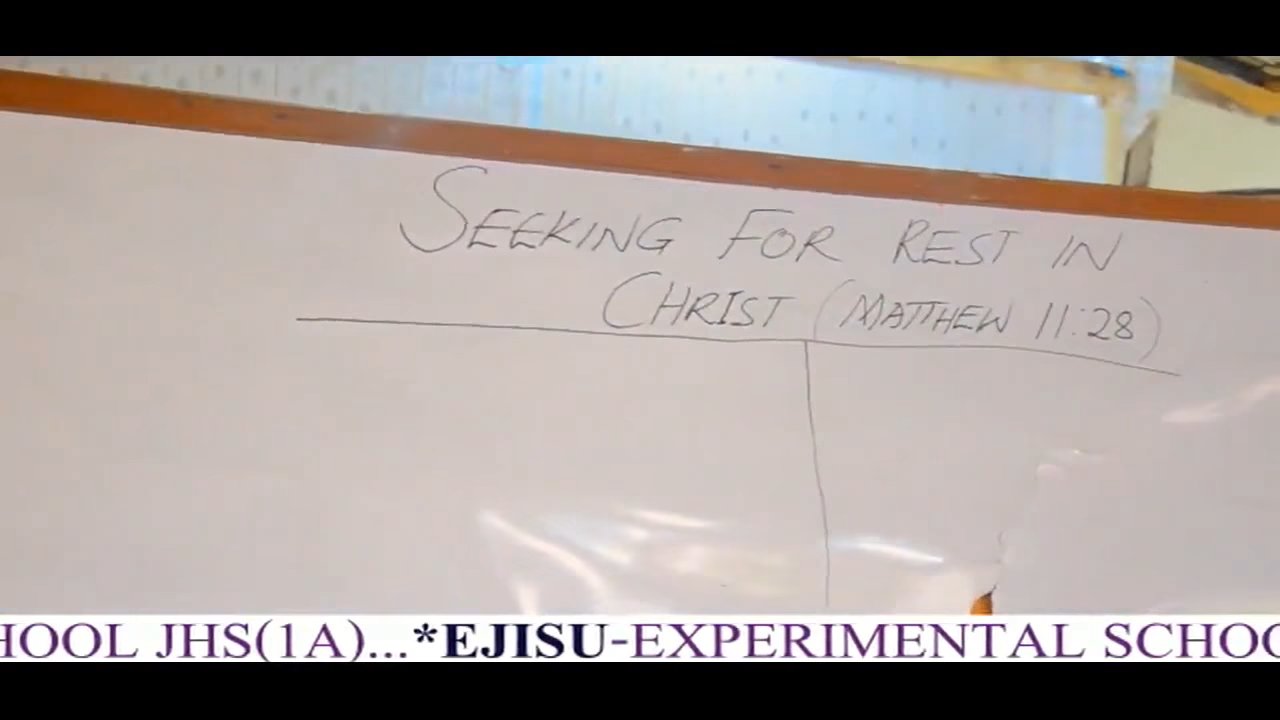 SEEKING FOR REST IN
CHRIST (MATTHEW 11:28)
HOOL JHS(1A)...*EJISU-EXPERIMENTAL SCHOO